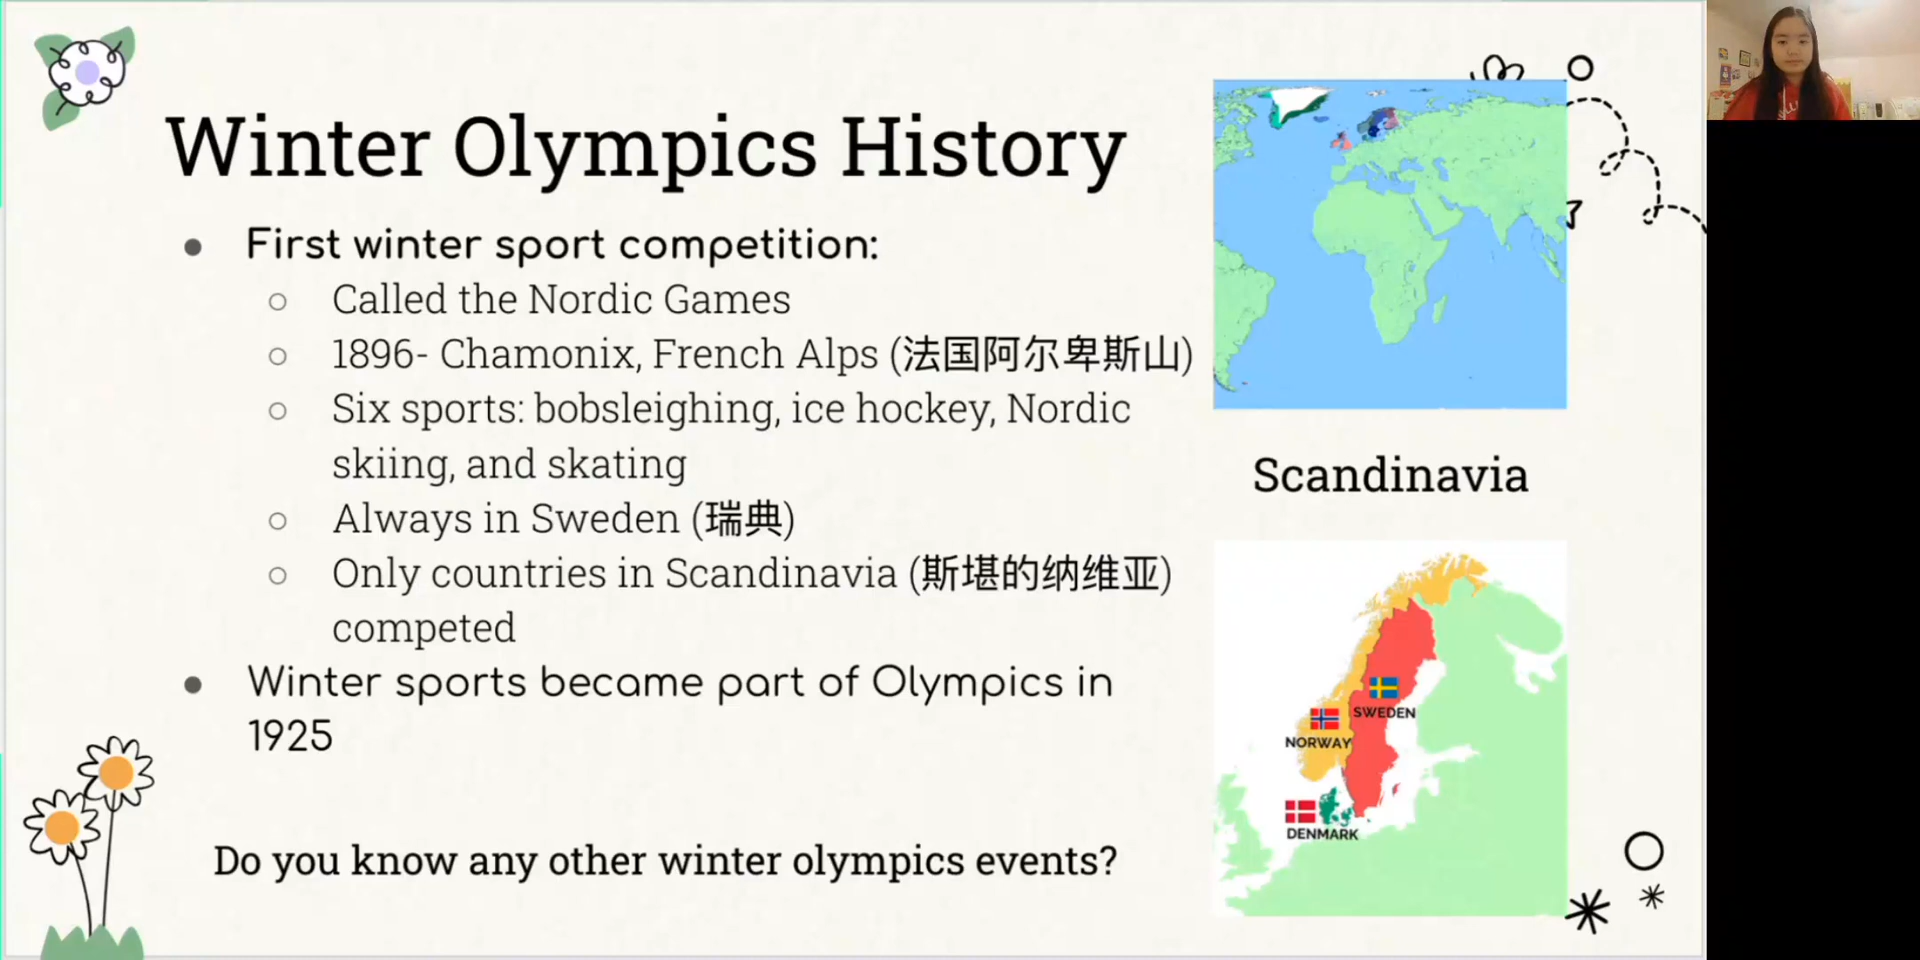 Winter Olympics History
First winter sport competition:
Called the Nordic Games
1896- Chamonix, French Alps (法国阿尔卑斯山)
Six sports: bobsleighing, ice hockey, Nordic
skiing, and skating
Always in Sweden (瑞典)
Only countries in Scandinavia (斯堪的纳维亚)
competed
Winter sports became part of Olympics in
1925
Do you know any other winter olympics events?
Scandinavia
SWEDEN
NORWAY
DENMARK